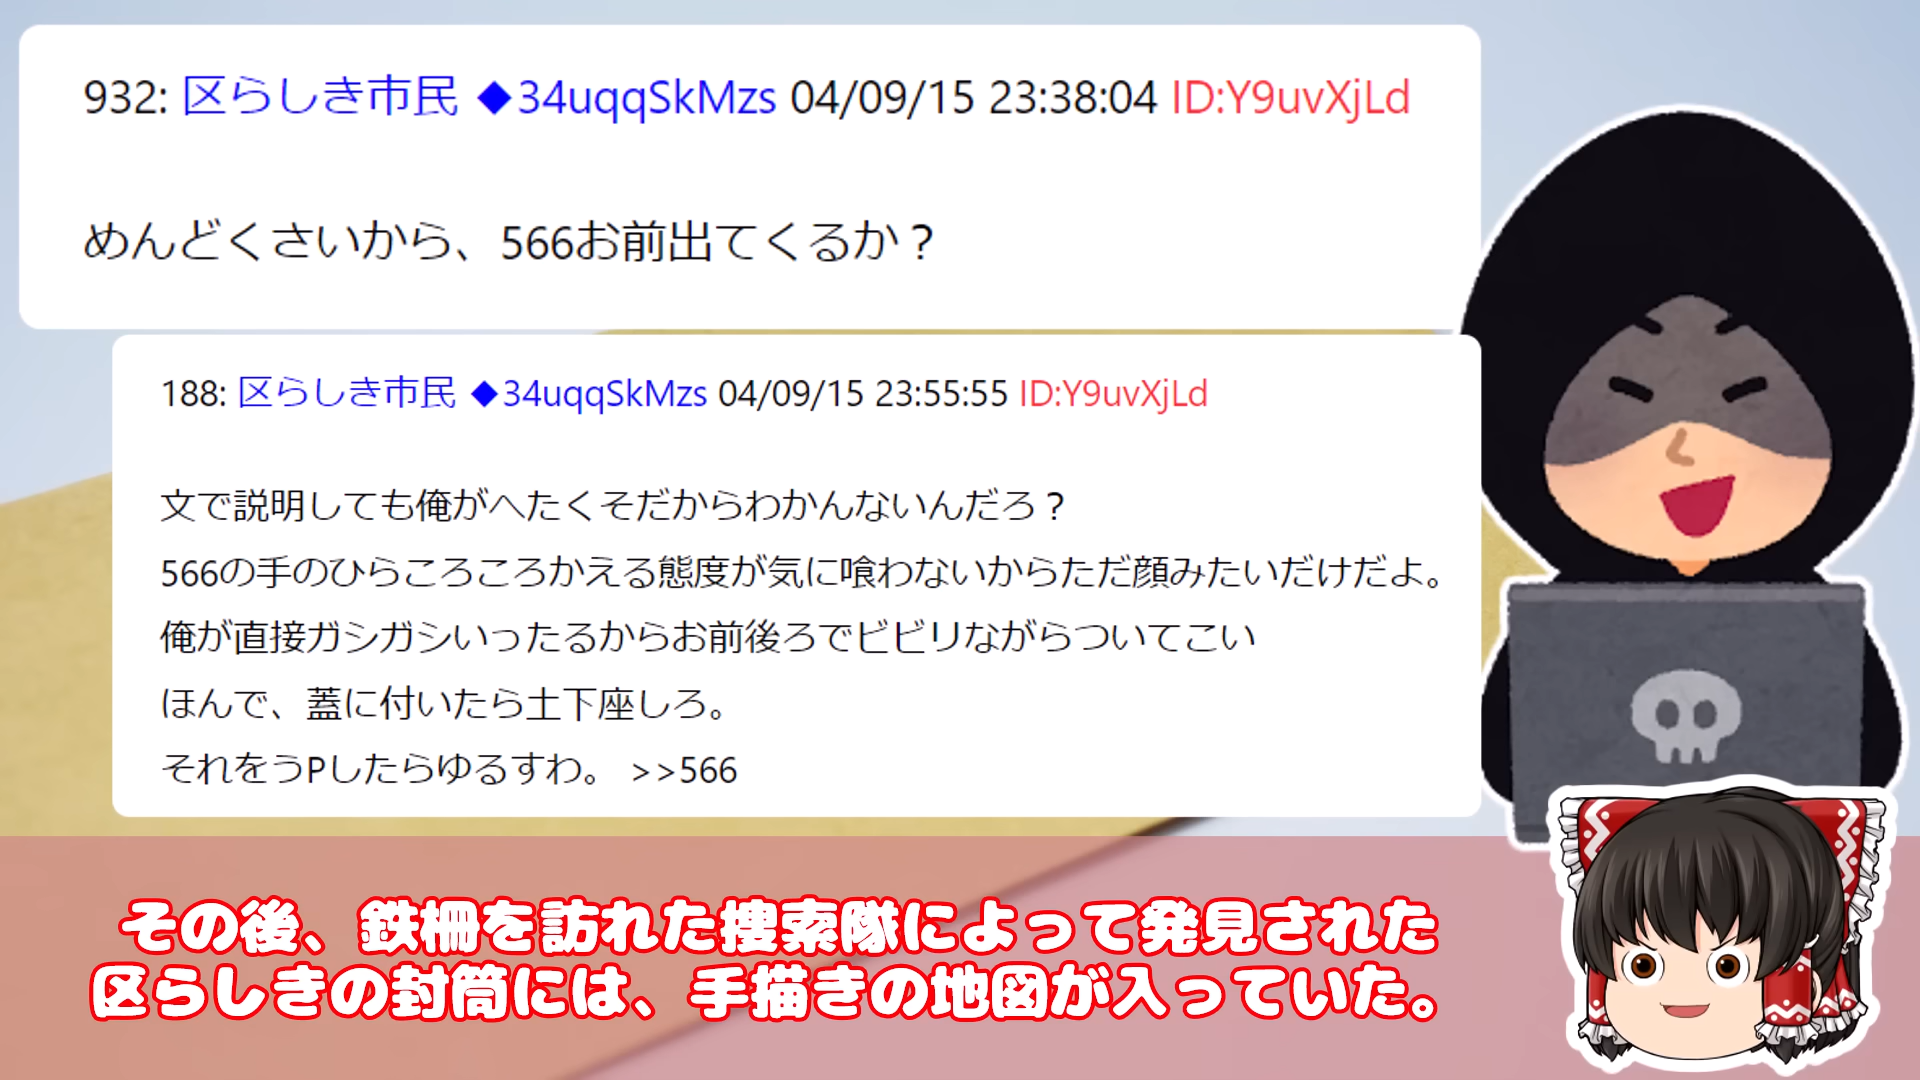 932: 区らしき市民 ◆34uqqSkMzs 04/09/15 23:38:04 ID:Y9uvXjLd
めんどくさいから、566お前出てくるか？
188: 区らしき市民 ◆34uqqSkMzs 04/09/15 23:55:55 ID:Y9uvXjLd
文で説明しても俺がへたくそだからわかんないんだろ？
566の手のひらころころかえる態度が気に喰わないからただ顔みたいだけだよ。
俺が直接ガシガシいったるからお前後ろでビビリながらついてこい
ほんで、蓋に付いたら土下座しろ。
それをうPしたらゆるすわ。 >>566
その後、鉄柵を訪れた捜索隊によって発見された
区らしきの封筒には、手描きの地図が入っていた。